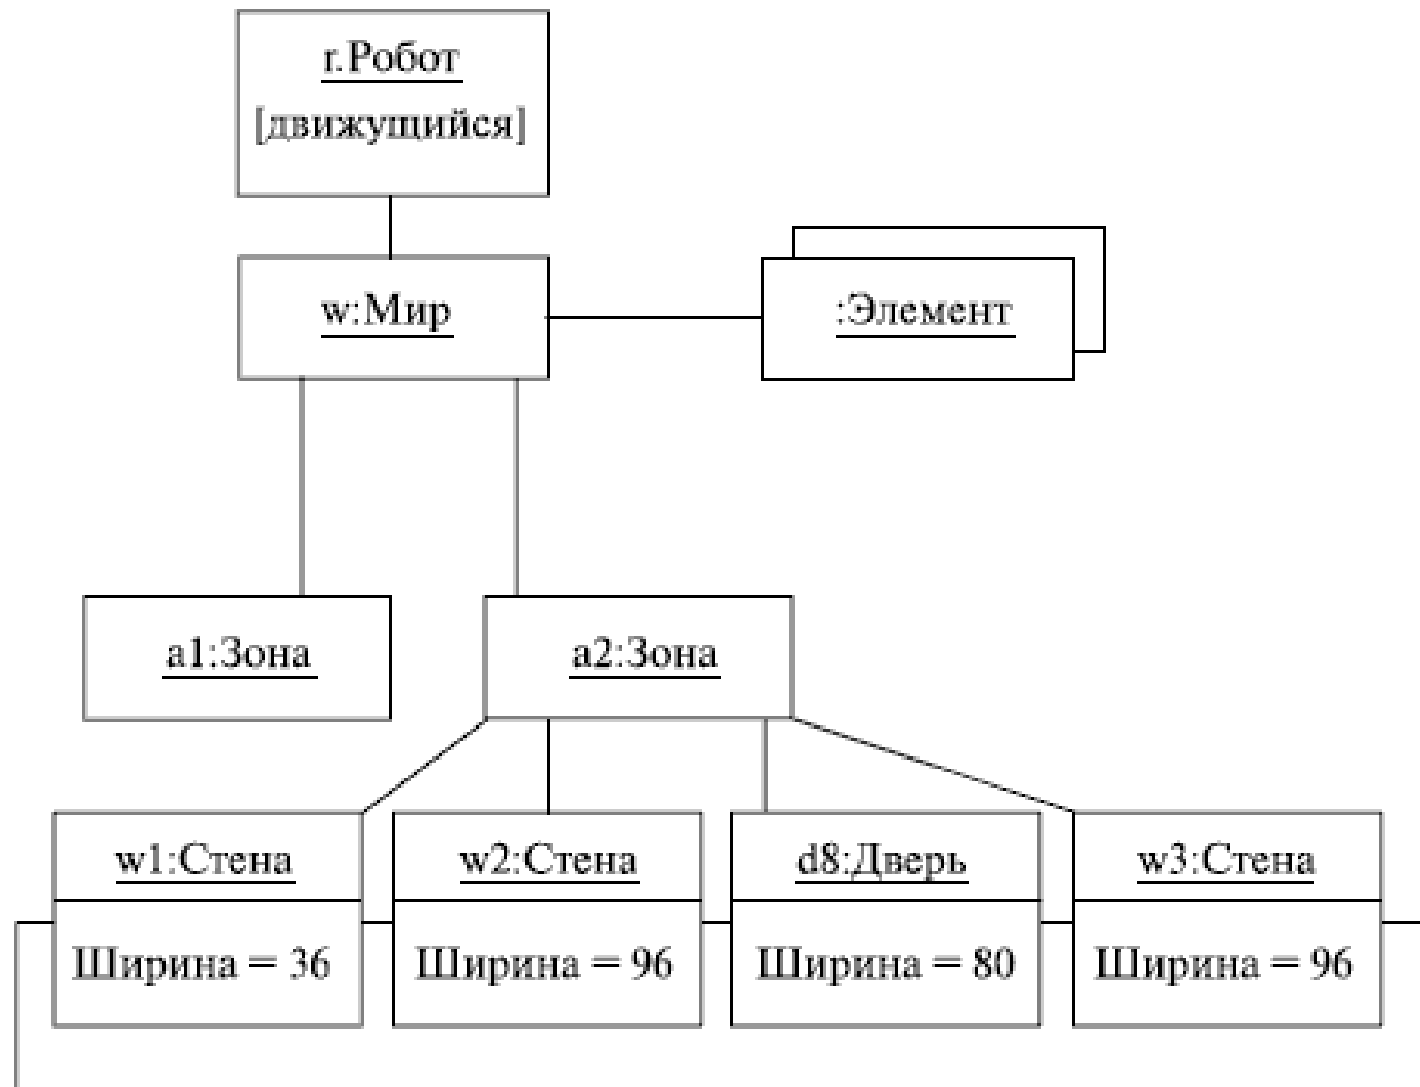 r.Робот
[движущийся]
w:Мир
:Элемент
a1:Зона
a2:Зона
w1:Стена
w2:Стена
d8:Дверь
w3:Стена
Ширина = 36
Ширина = 96
Ширина = 80
Ширина = 96